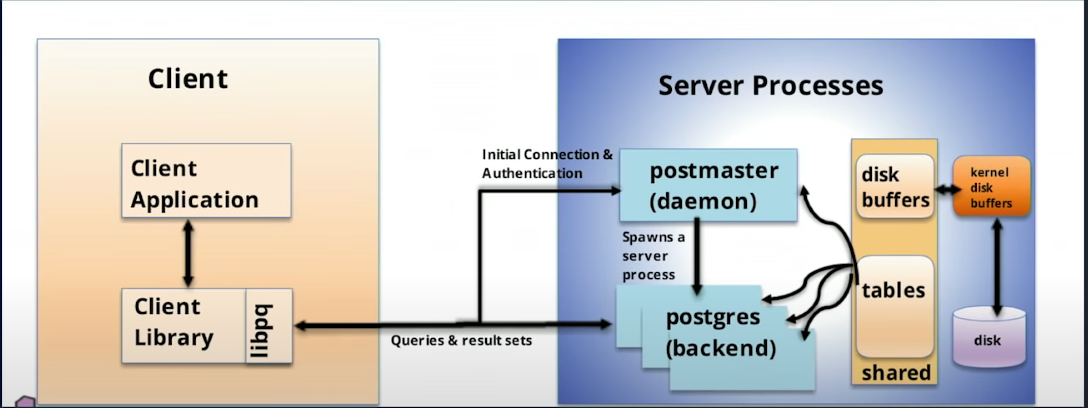 Client
Client
Application
Client
Library
libpq
Initial Connection &
Authentication
Queries & result sets
Server Processes
postmaster
(daemon)
Spawns a
server
process
postgres
(backend)
disk
buffers
tables
shared
kernel
disk
buffers
disk